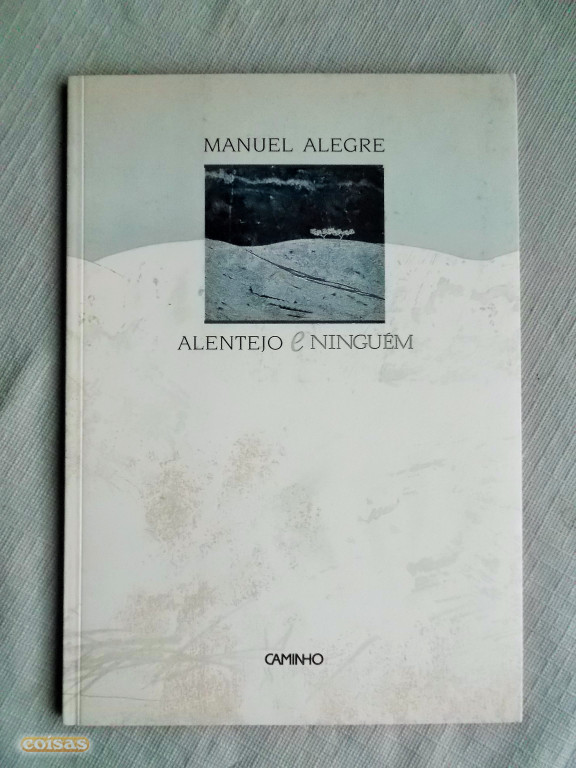 MANUEL ALEGRE
ALENTEJO e NINGUÉM
CAMINHO
coisas